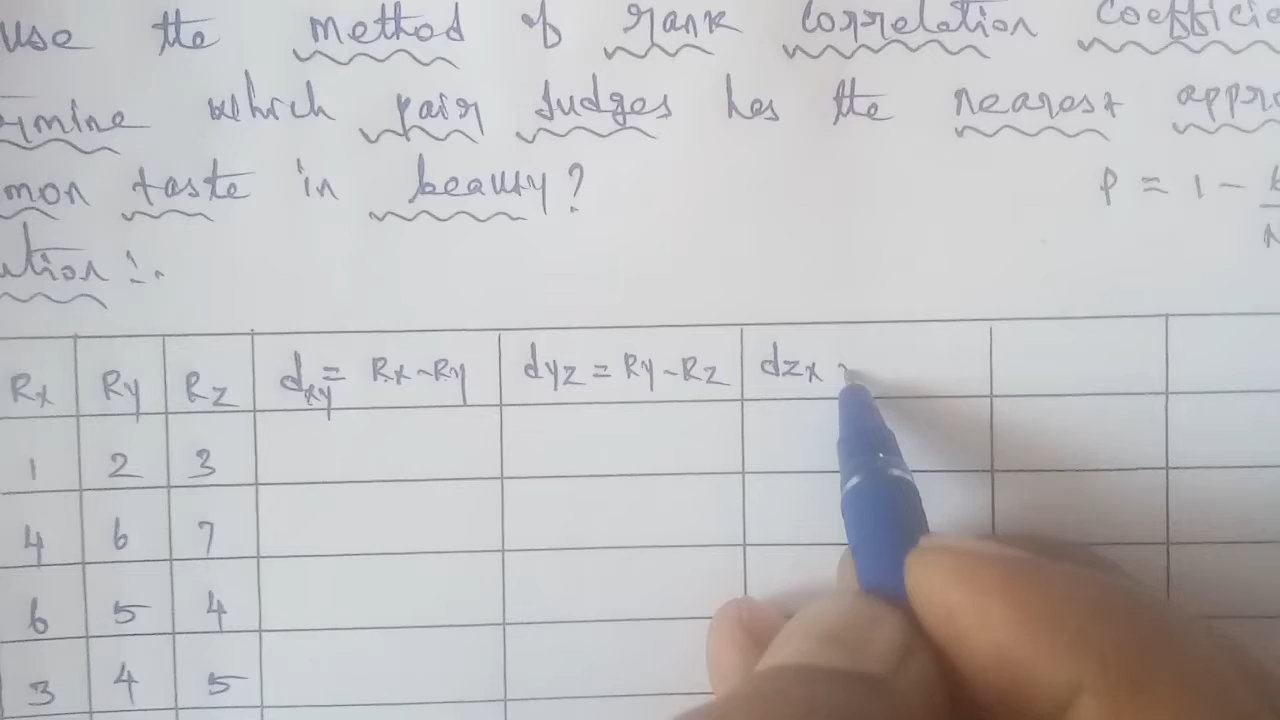 use the method of rank correlation coefficie
rmine which pair Judges has the nearest appro
mon taste in beauty?
P = 1 -
ution :-
Rx Ry Rz dxy = Rx - Ry dyz = Ry - Rz dzx
1 2 3
4 6 7
6 5 4
3 4 5